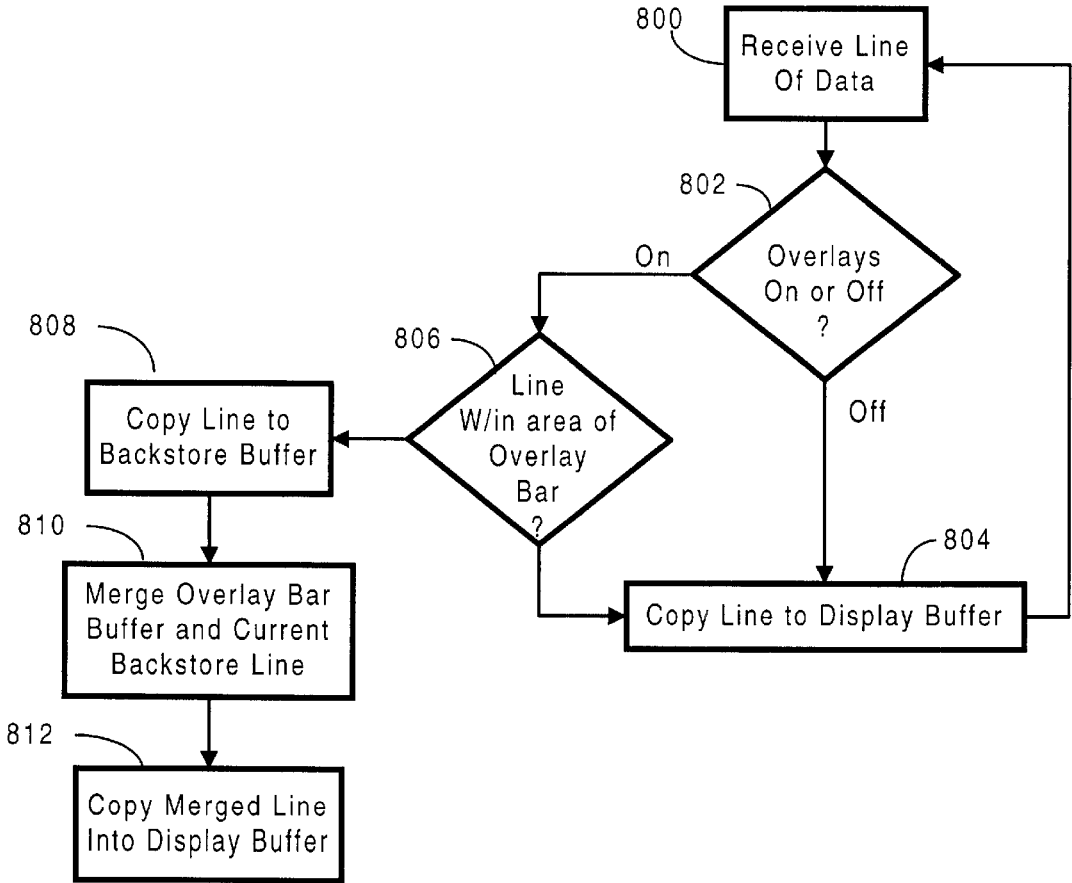 800
Receive Line
Of Data
802
Overlays
On or Off
?
On
Off
806
Line
W/in area of
Overlay
Bar
?
808
Copy Line to
Backstore Buffer
804
Copy Line to Display Buffer
810
Merge Overlay Bar
Buffer and Current
Backstore Line
812
Copy Merged Line
Into Display Buffer